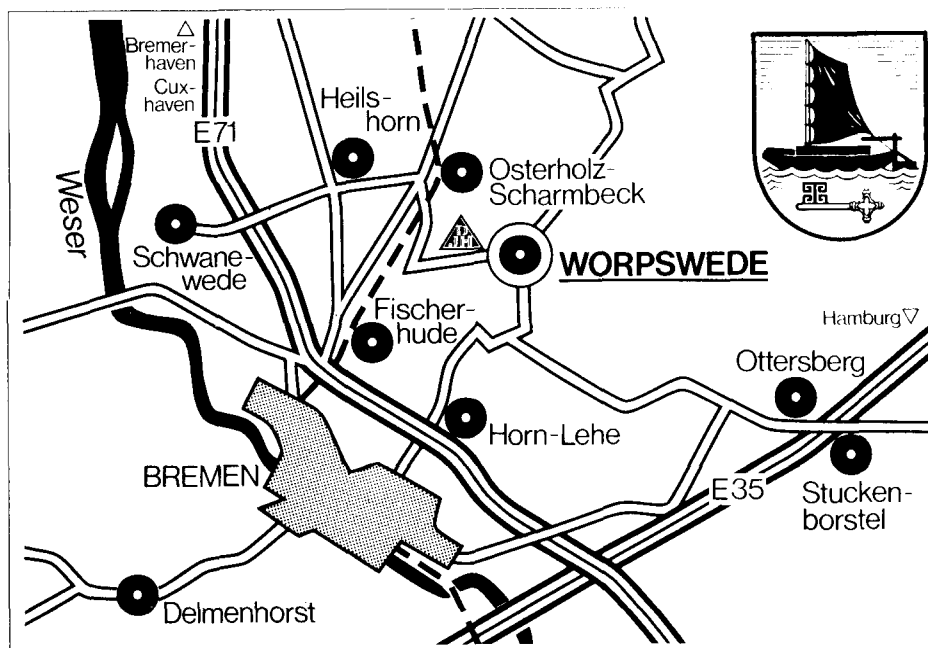 Bremer-
haven
Cux-
haven
E71
Heils-
horn
Osterholz-
Scharmbeck
Weser
Schwane-
wede
DJH
WORPSWEDE
Fischer-
hude
Hamburg
Ottersberg
Horn-Lehe
BREMEN
E35
Stucken-
borstel
Delmenhorst